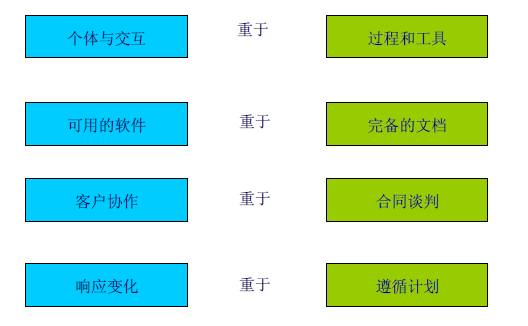 个体与交互 重于 过程和工具
可用的软件 重于 完备的文档
客户协作 重于 合同谈判
响应变化 重于 遵循计划